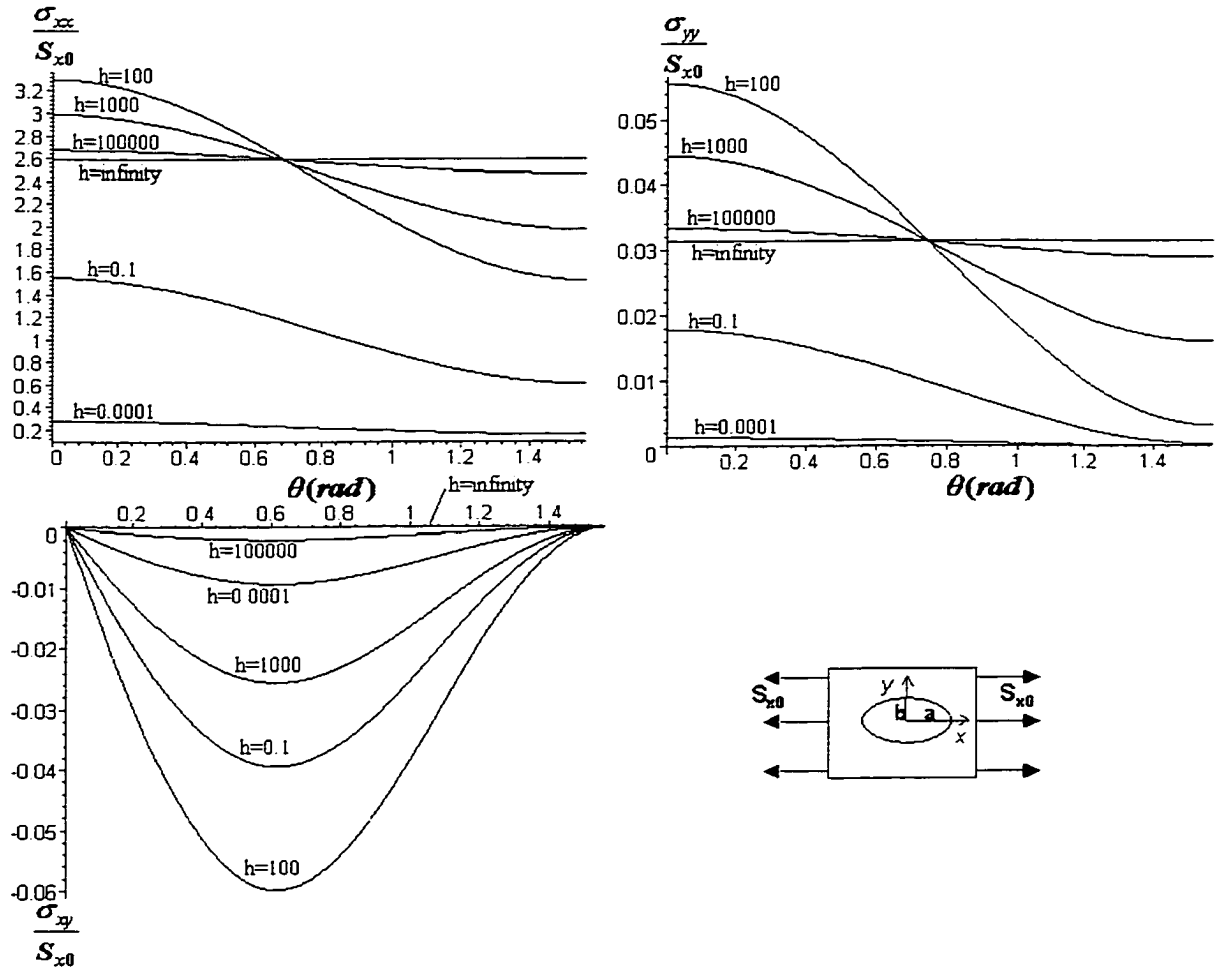 σxx
Sx0
3.2
3
2.8
2.6
2.4
2.2
2
1.8
1.6
1.4
1.2
1
0.8
0.6
0.4
0.2
h=100
h=1000
h=100000
h=infinity
h=0.1
h=0.0001
0 0.2 0.4 0.6 0.8 1 1.2 1.4
θ(rad)
σyy
Sx0
0.05
0.04
0.03
0.02
0.01
0
h=100
h=1000
h=100000
h=infinity
h=0.1
h=0.0001
0.2 0.4 0.6 0.8 1 1.2 1.4
θ(rad)
h=infinity
0.2 0.4 0.6 0.8 1 1.2 1.4
0
-0.01
-0.02
-0.03
-0.04
-0.05
-0.06
h=100000
h=0 0001
h=1000
h=0.1
h=100
σxy
Sx0
Sx0 y Sx0
b a
x